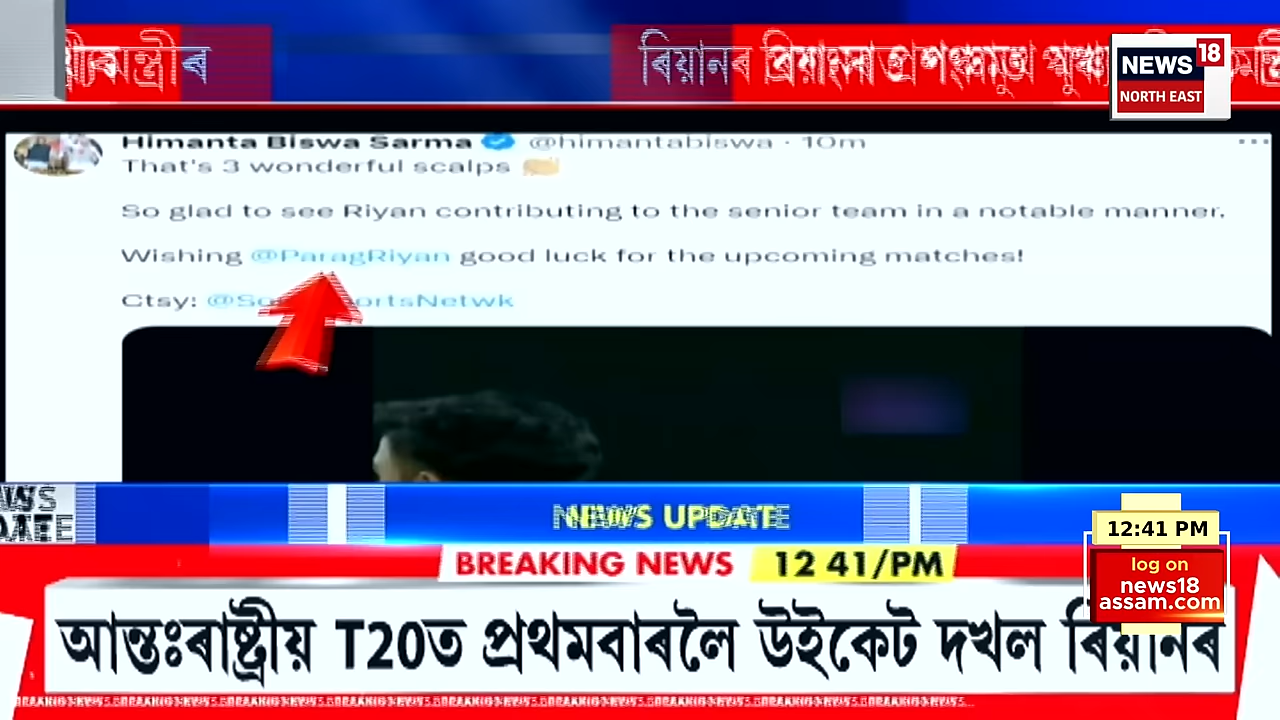 ৰিয়ানৰ
NEWS 18
NORTH EAST
Himanta Biswa Sarma @himantabiswa · 10m
That's 3 wonderful scalps
So glad to see Riyan contributing to the senior team in a notable manner.
Wishing @ParagRiyan good luck for the upcoming matches!
Ctsy:
NEWS UPDATE
12:41 PM
BREAKING NEWS 12 41/PM
log on
news18
assam.com
আন্তঃৰাষ্ট্ৰীয় T20ত প্ৰথমবাৰলৈ উইকেট দখল ৰিয়ানৰ